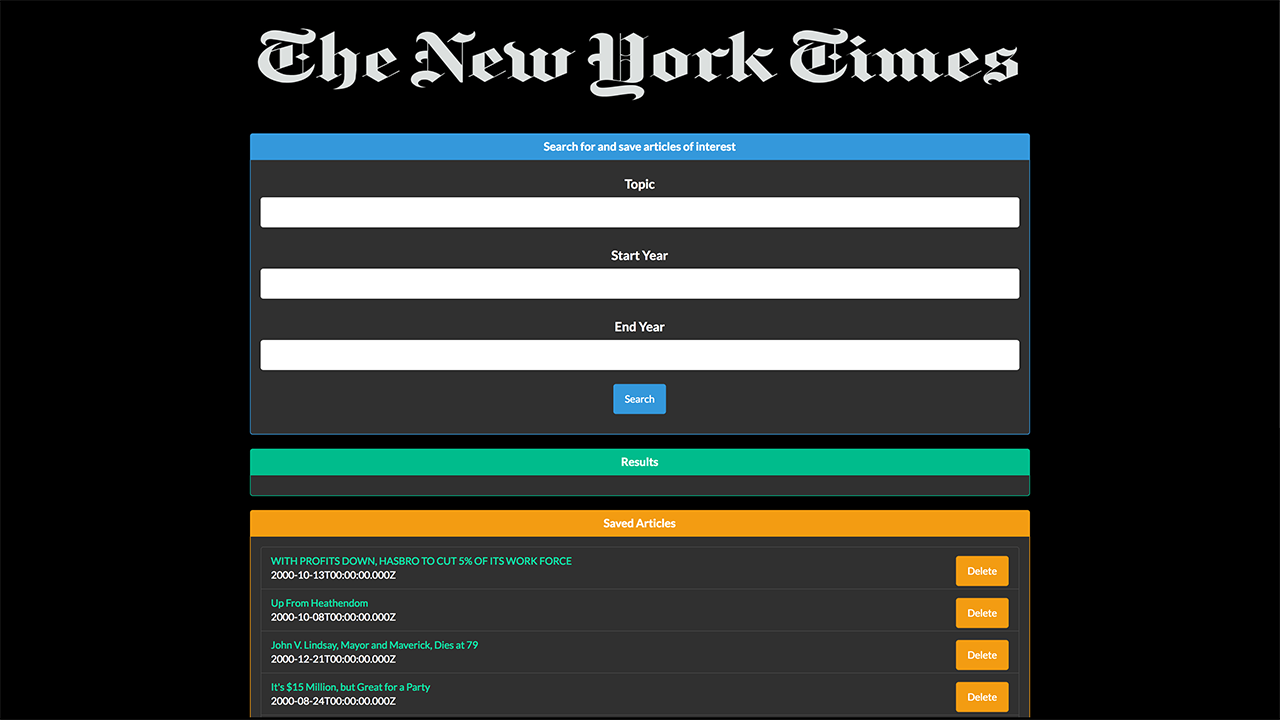 The New York Times
Search for and save articles of interest
Topic
Start Year
End Year
Search
Results
Saved Articles
WITH PROFITS DOWN, HASBRO TO CUT 5% OF ITS WORK FORCE
2000-10-13T00:00:00.000Z
Delete
Up From Heathendom
2000-10-08T00:00:00.000Z
Delete
John V. Lindsay, Mayor and Maverick, Dies at 79
2000-12-21T00:00:00.000Z
Delete
It's $15 Million, but Great for a Party
2000-08-24T00:00:00.000Z
Delete